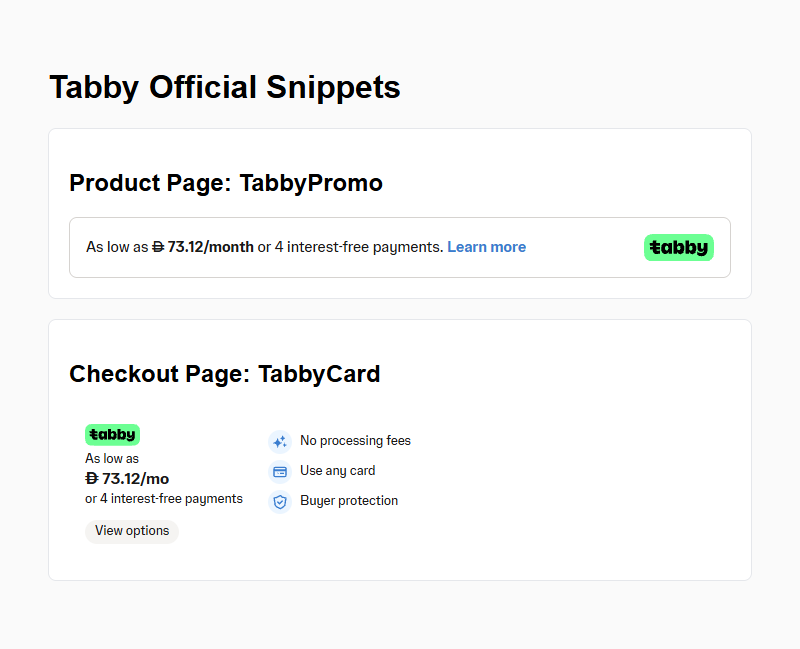 Tabby Official Snippets
Product Page: TabbyPromo
As low as  73.12/month or 4 interest-free payments. Learn more
tabby
Checkout Page: TabbyCard
tabby
As low as
 73.12/mo
or 4 interest-free payments
View options
No processing fees
Use any card
Buyer protection